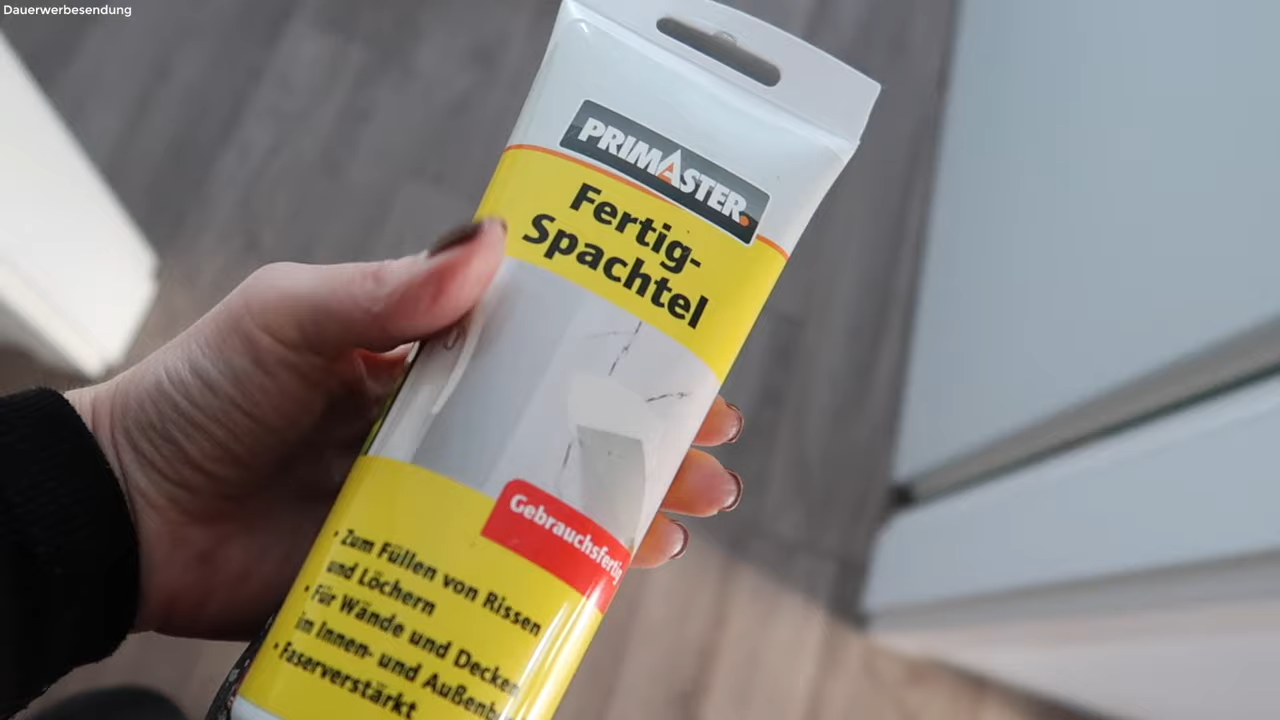 Dauerwerbesendung
PRIMASTER
Fertig-
Spachtel
Gebrauchsfertig
• Zum Füllen von Rissen
und Löchern
• Für Wände und Decken
im Innen- und Außenb
• Faserverstärkt